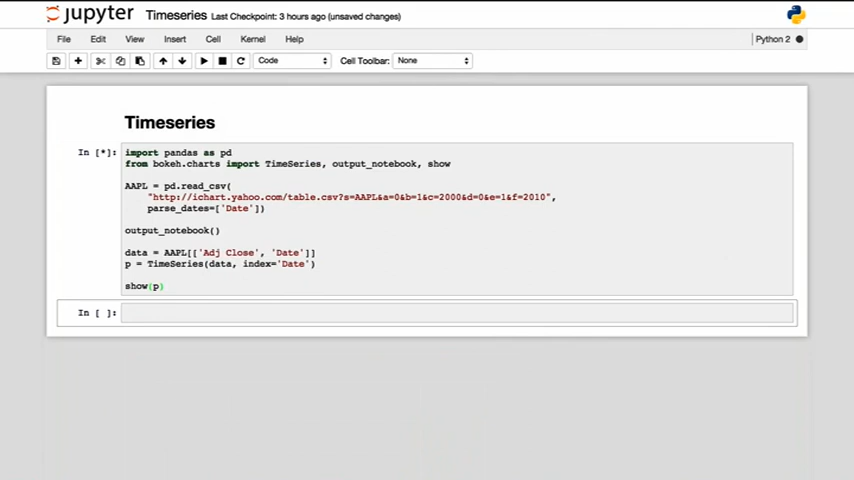 jupyter Timeseries Last Checkpoint: 3 hours ago (unsaved changes)
File Edit View Insert Cell Kernel Help Python 2
Code Cell Toolbar: None
Timeseries
In [*]: import pandas as pd
from bokeh.charts import TimeSeries, output_notebook, show
AAPL = pd.read_csv(
"http://ichart.yahoo.com/table.csv?s=AAPL&a=0&b=1&c=2000&d=0&e=1&f=2010",
parse_dates=['Date'])
output_notebook()
data = AAPL[['Adj Close', 'Date']]
p = TimeSeries(data, index='Date')
show(p)
In [ ]: